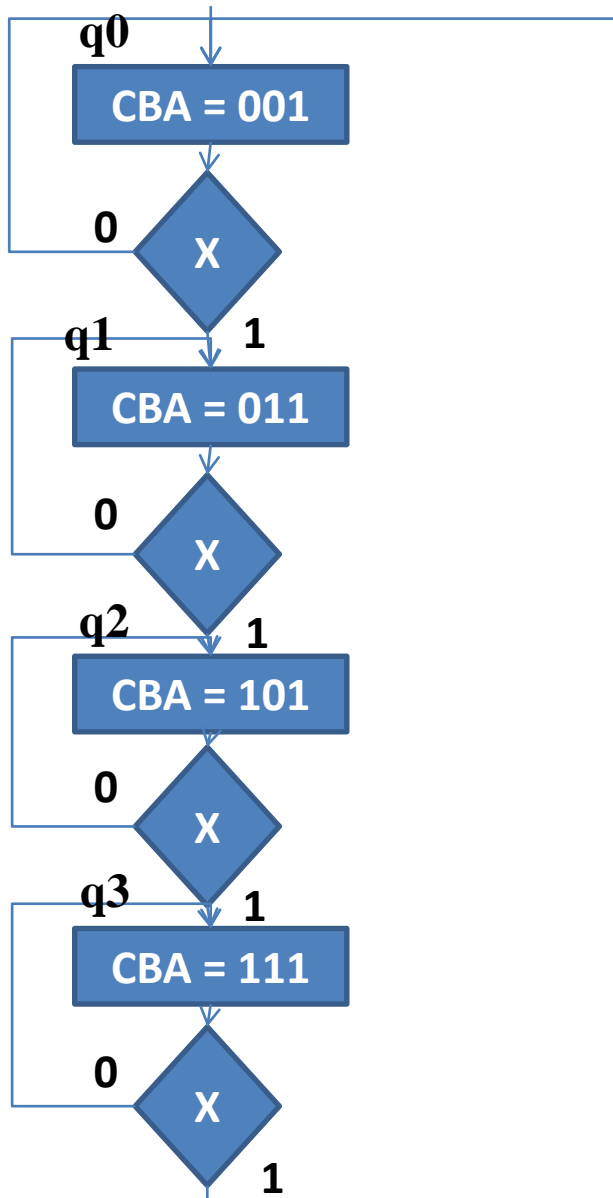 q0
CBA = 001
0
X
1
q1
CBA = 011
0
X
1
q2
CBA = 101
0
X
1
q3
CBA = 111
0
X
1